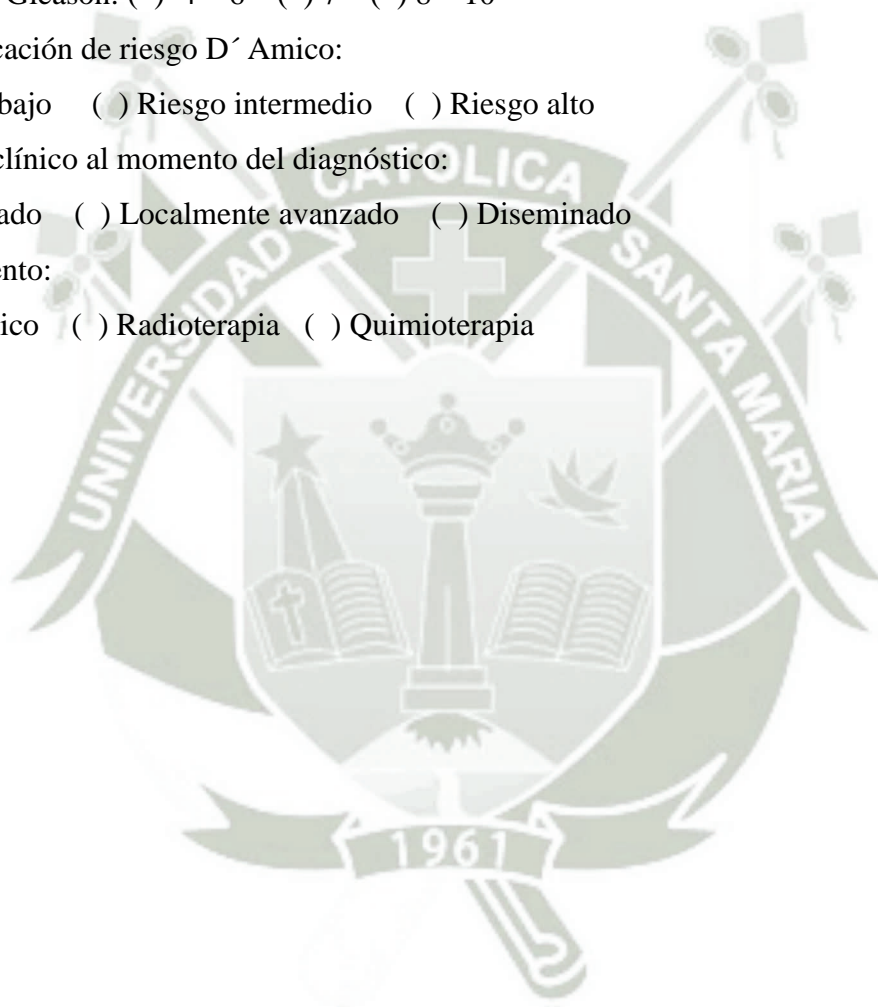 Gleason: ( ) 4 – 6 ( ) 7 ( ) 8 – 10
cación de riesgo D´ Amico:
bajo ( ) Riesgo intermedio ( ) Riesgo alto
clínico al momento del diagnóstico:
ado ( ) Localmente avanzado ( ) Diseminado
ento:
ico ( ) Radioterapia ( ) Quimioterapia
UNIVERSIDAD CATOLICA SANTA MARIA
1961